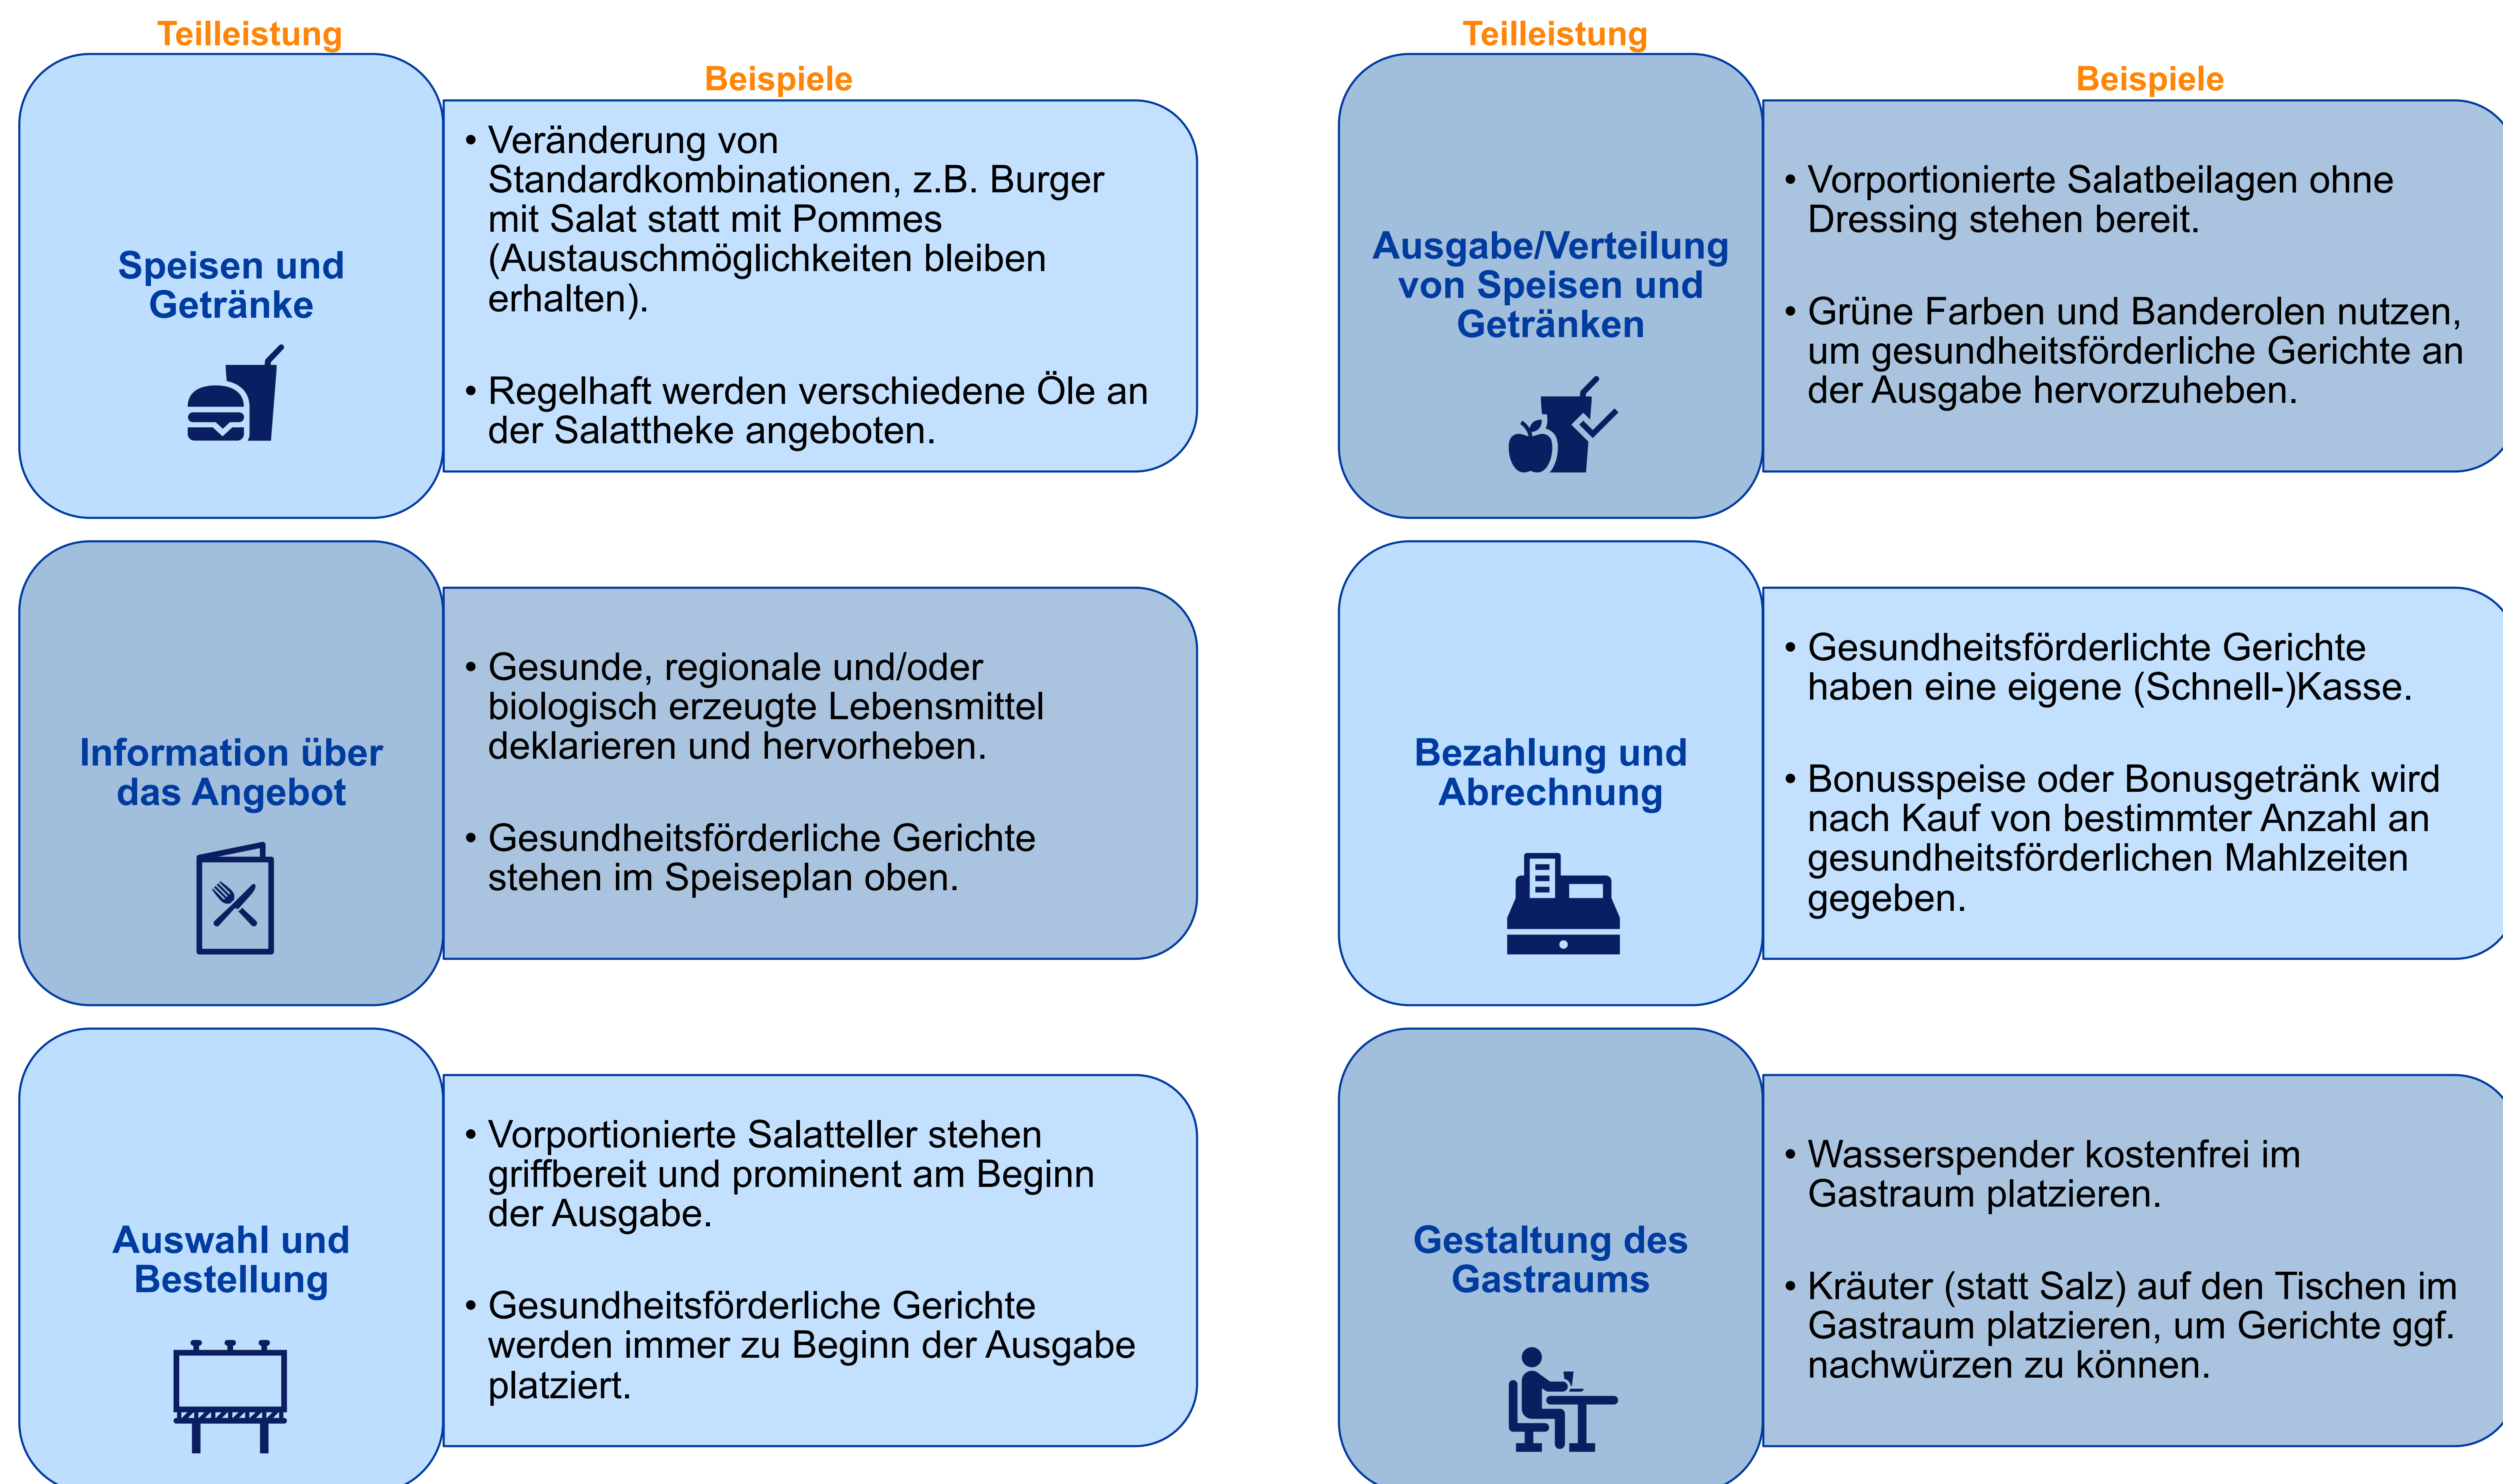 Teilleistung
Beispiele
Speisen und
Getränke
• Veränderung von
Standardkombinationen, z.B. Burger
mit Salat statt mit Pommes
(Austauschmöglichkeiten bleiben
erhalten).
• Regelhaft werden verschiedene Öle an
der Salattheke angeboten.
Information über
das Angebot
• Gesunde, regionale und/oder
biologisch erzeugte Lebensmittel
deklarieren und hervorheben.
• Gesundheitsförderliche Gerichte
stehen im Speiseplan oben.
Auswahl und
Bestellung
• Vorportionierte Salatteller stehen
griffbereit und prominent am Beginn
der Ausgabe.
• Gesundheitsförderliche Gerichte
werden immer zu Beginn der Ausgabe
platziert.
Teilleistung
Beispiele
Ausgabe/Verteilung
von Speisen und
Getränken
• Vorportionierte Salatbeilagen ohne
Dressing stehen bereit.
• Grüne Farben und Banderolen nutzen,
um gesundheitsförderliche Gerichte an
der Ausgabe hervorzuheben.
Bezahlung und
Abrechnung
• Gesundheitsförderlichte Gerichte
haben eine eigene (Schnell-)Kasse.
• Bonusspeise oder Bonusgetränk wird
nach Kauf von bestimmter Anzahl an
gesundheitsförderlichen Mahlzeiten
gegeben.
Gestaltung des
Gastraums
• Wasserspender kostenfrei im
Gastraum platzieren.
• Kräuter (statt Salz) auf den Tischen im
Gastraum platzieren, um Gerichte ggf.
nachwürzen zu können.